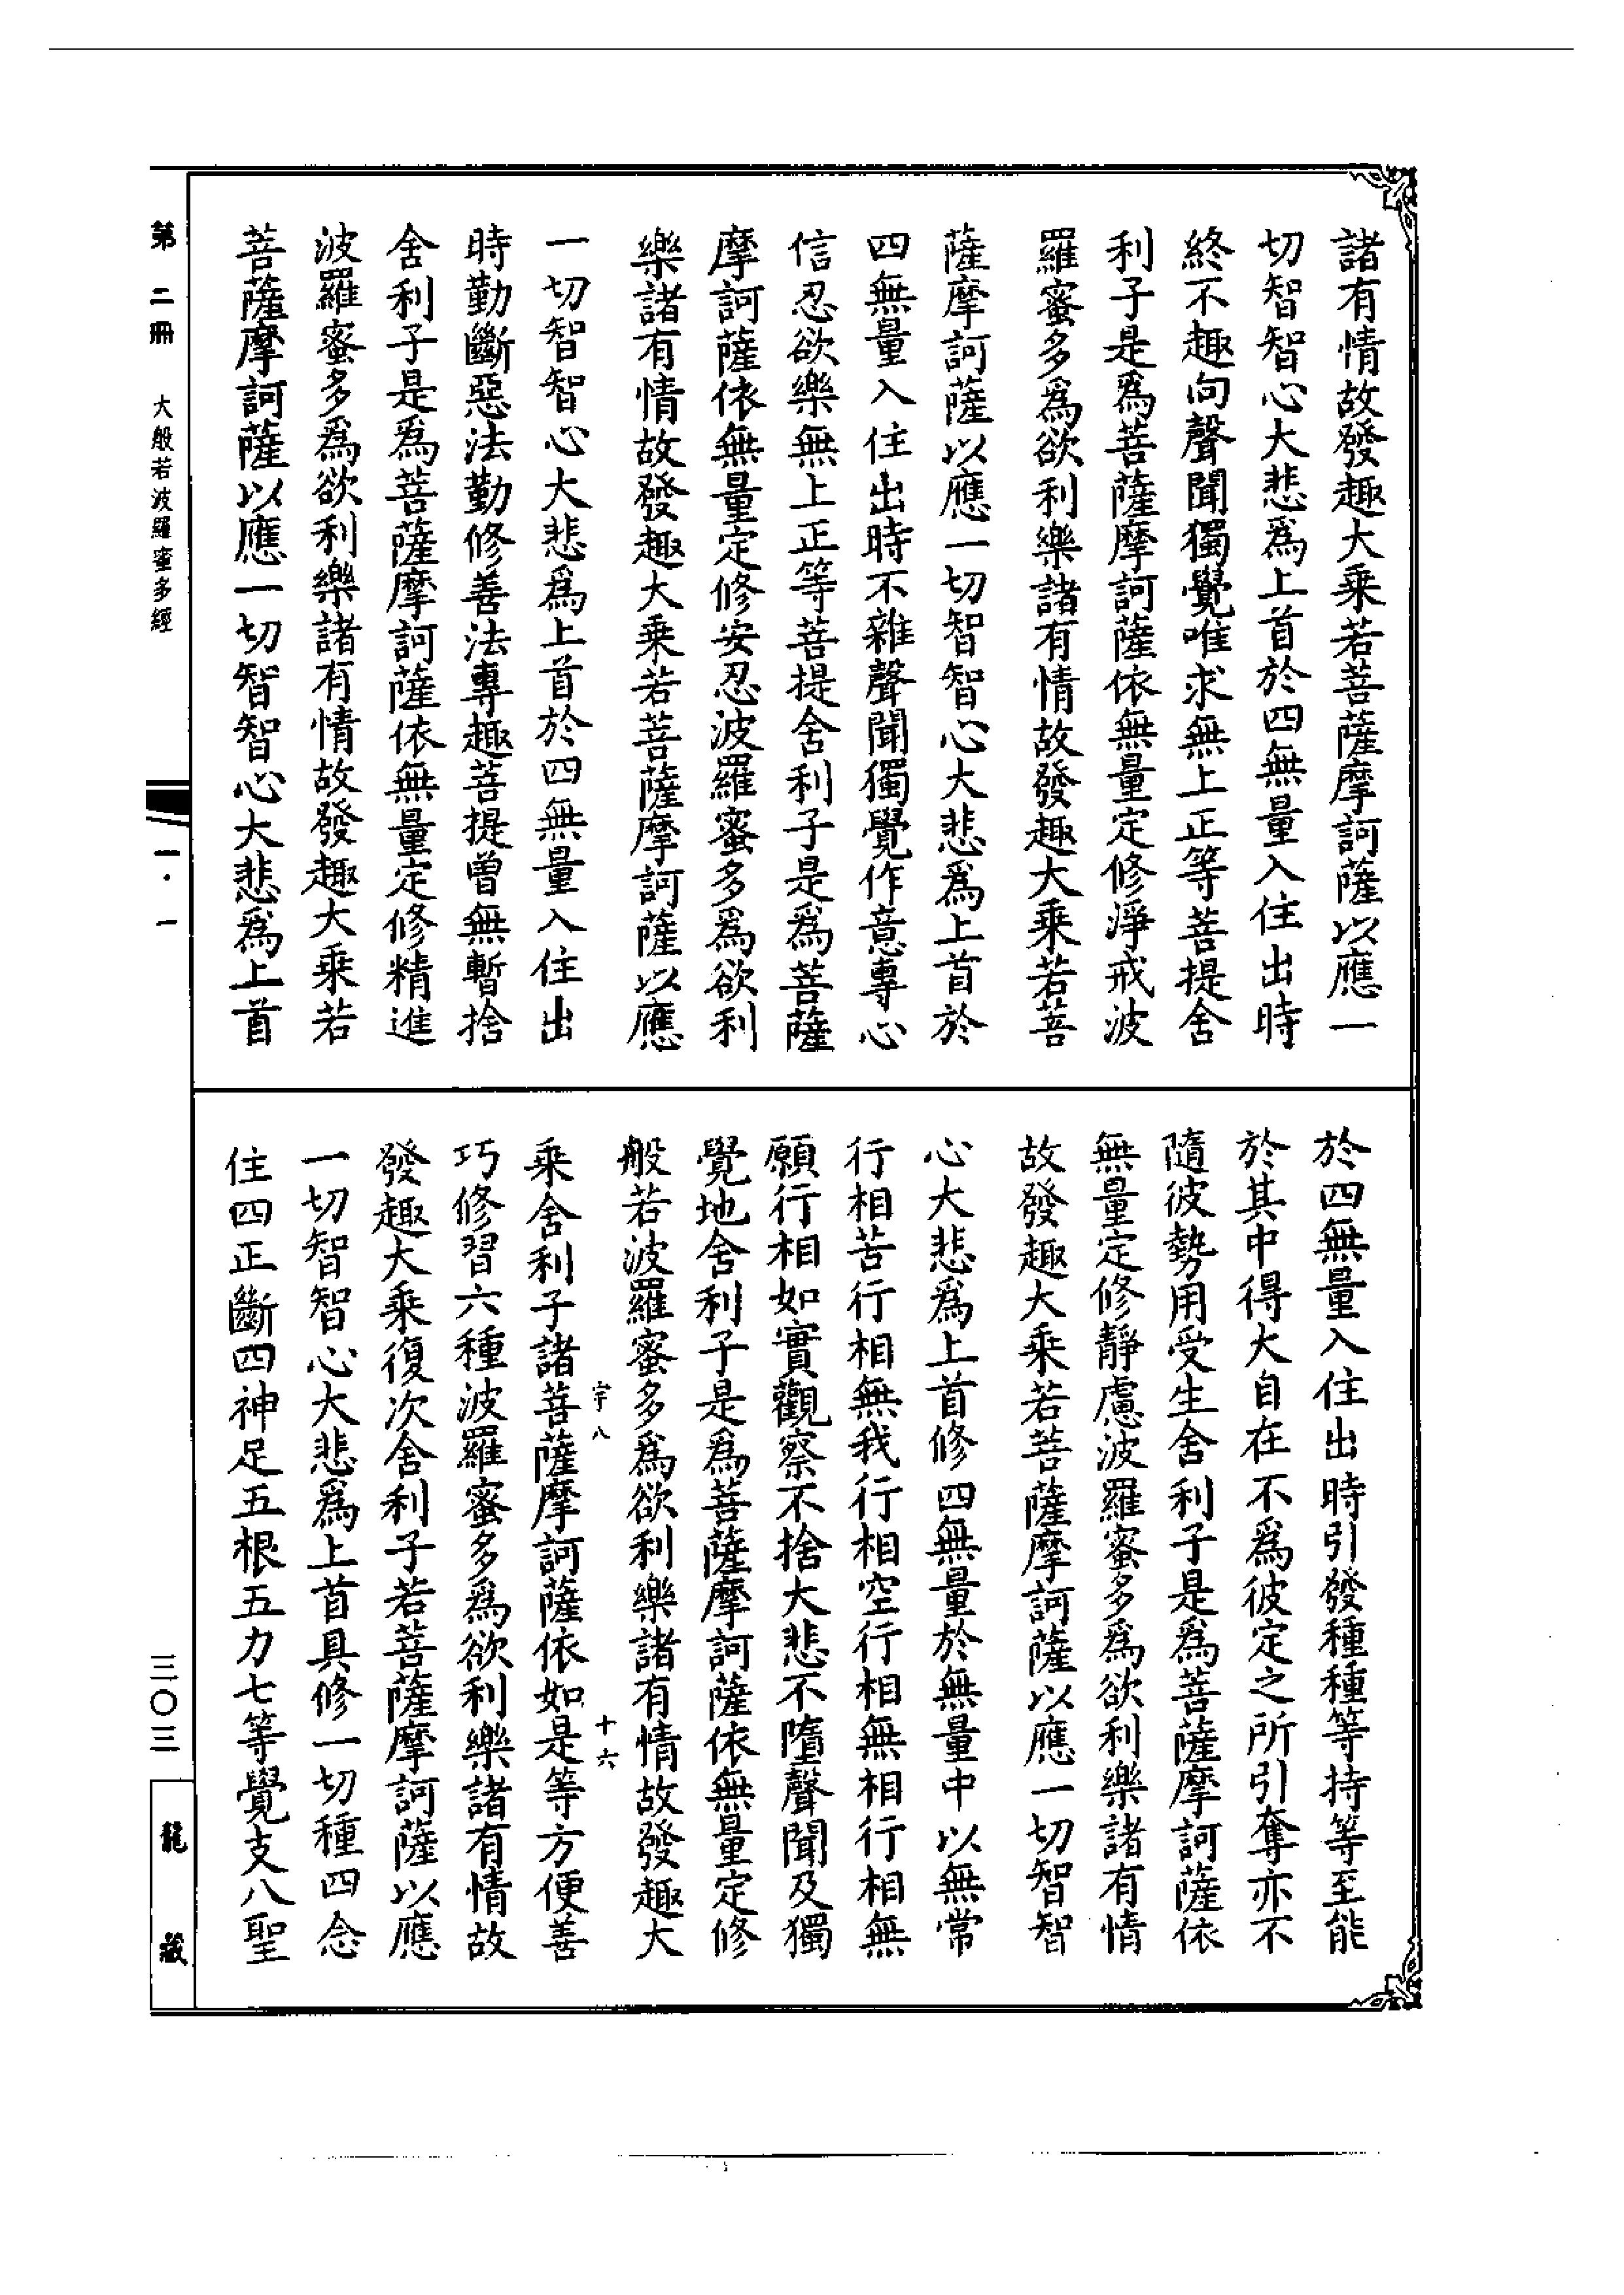 諸有情故發趣大乘若菩薩摩訶薩以應一
切智智心大悲爲上首於四無量入住出時
終不趣向聲聞獨覺唯求無上正等菩提舍
利子是爲菩薩摩訶薩依無量定修淨戒波
羅蜜多爲欲利樂諸有情故發趣大乘若菩
薩摩訶薩以應一切智智心大悲爲上首於
四無量入住出時不雜聲聞獨覺作意專心
信忍欲樂無上正等菩提舍利子是爲菩薩
摩訶薩依無量定修安忍波羅蜜多爲欲利
樂諸有情故發趣大乘若菩薩摩訶薩以應
一切智智心大悲爲上首於四無量入住出
時勤斷惡法勤修善法專趣菩提曾無暫捨
舍利子是爲菩薩摩訶薩依無量定修精進
波羅蜜多爲欲利樂諸有情故發趣大乘若
菩薩摩訶薩以應一切智智心大悲爲上首
於四無量入住出時引發種種等持等至能
於其中得大自在不爲彼定之所引奪亦不
隨彼勢用受生舍利子是爲菩薩摩訶薩依
無量定修靜慮波羅蜜多爲欲利樂諸有情
故發趣大乘若菩薩摩訶薩以應一切智智
心大悲爲上首修四無量於無量中以無常
行相苦行相無我行相空行相無相行相無
願行相如實觀察不捨大悲不墮聲聞及獨
覺地舍利子是爲菩薩摩訶薩依無量定修
般若波羅蜜多爲欲利樂諸有情故發趣大
宇八 十六
乘舍利子諸菩薩摩訶薩依如是等方便善
巧修習六種波羅蜜多爲欲利樂諸有情故
發趣大乘復次舍利子若菩薩摩訶薩以應
一切智智心大悲爲上首具修一切種四念
住四正斷四神足五根五力七等覺支八聖
第二冊 大般若波羅蜜多經 一·一 三〇三 龍藏